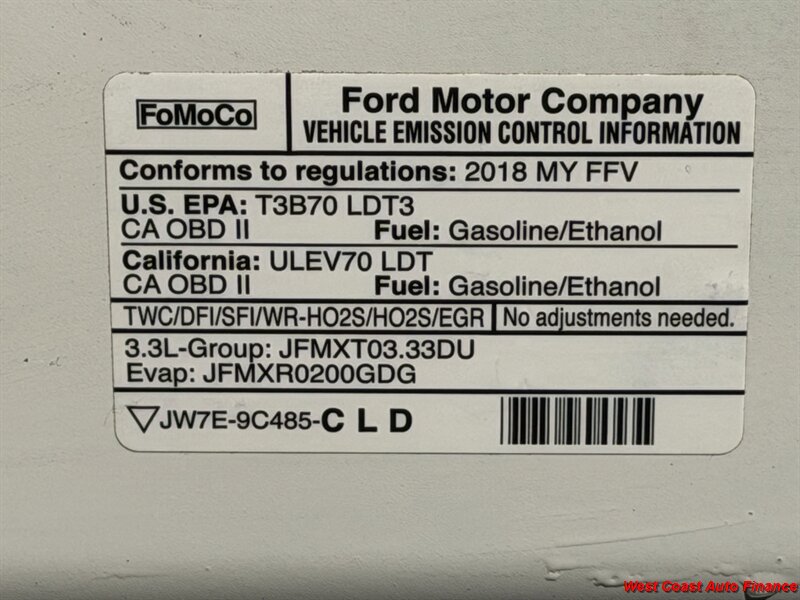 FoMoCo
Ford Motor Company
VEHICLE EMISSION CONTROL INFORMATION
Conforms to regulations: 2018 MY FFV
U.S. EPA: T3B70 LDT3
CA OBD II Fuel: Gasoline/Ethanol
California: ULEV70 LDT
CA OBD II Fuel: Gasoline/Ethanol
TWC/DFI/SFI/WR-HO2S/HO2S/EGR No adjustments needed.
3.3L-Group: JFMXT03.33DU
Evap: JFMXR0200GDG
JW7E-9C485-C L D
West Coast Auto Finance